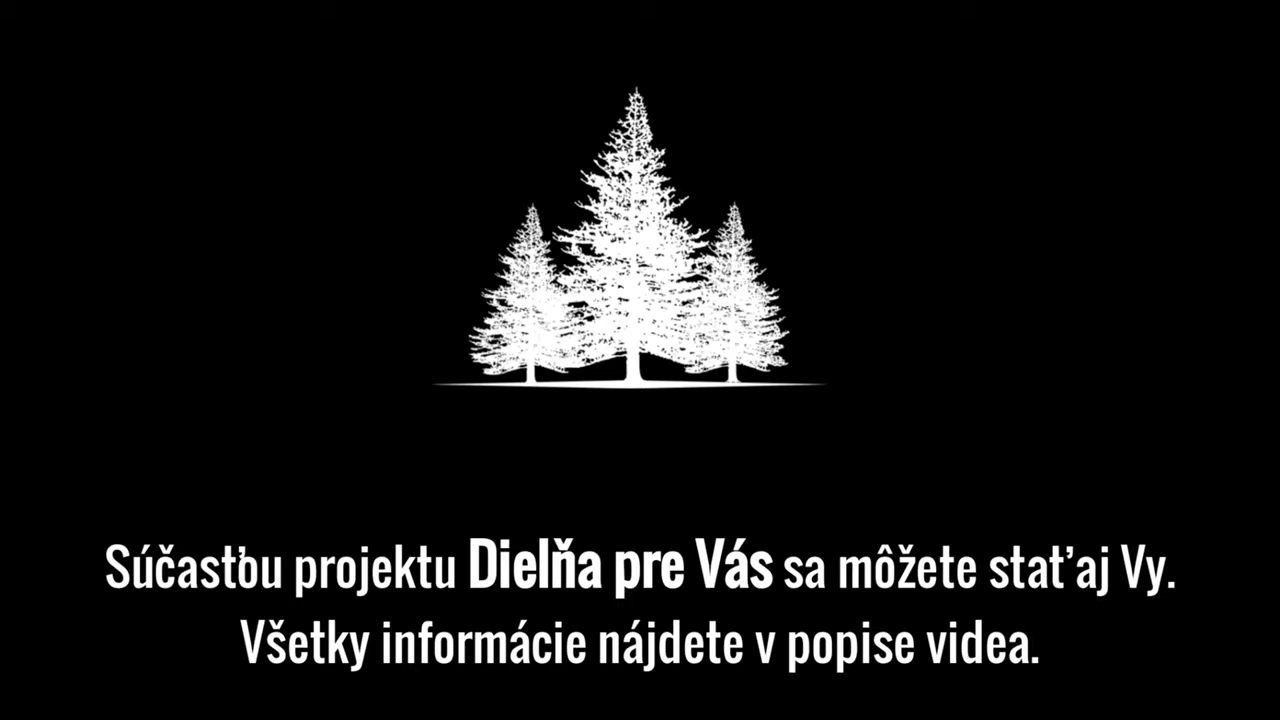 Súčasťou projektu Dielňa pre Vás sa môžete stať aj Vy.
Všetky informácie nájdete v popise videa.